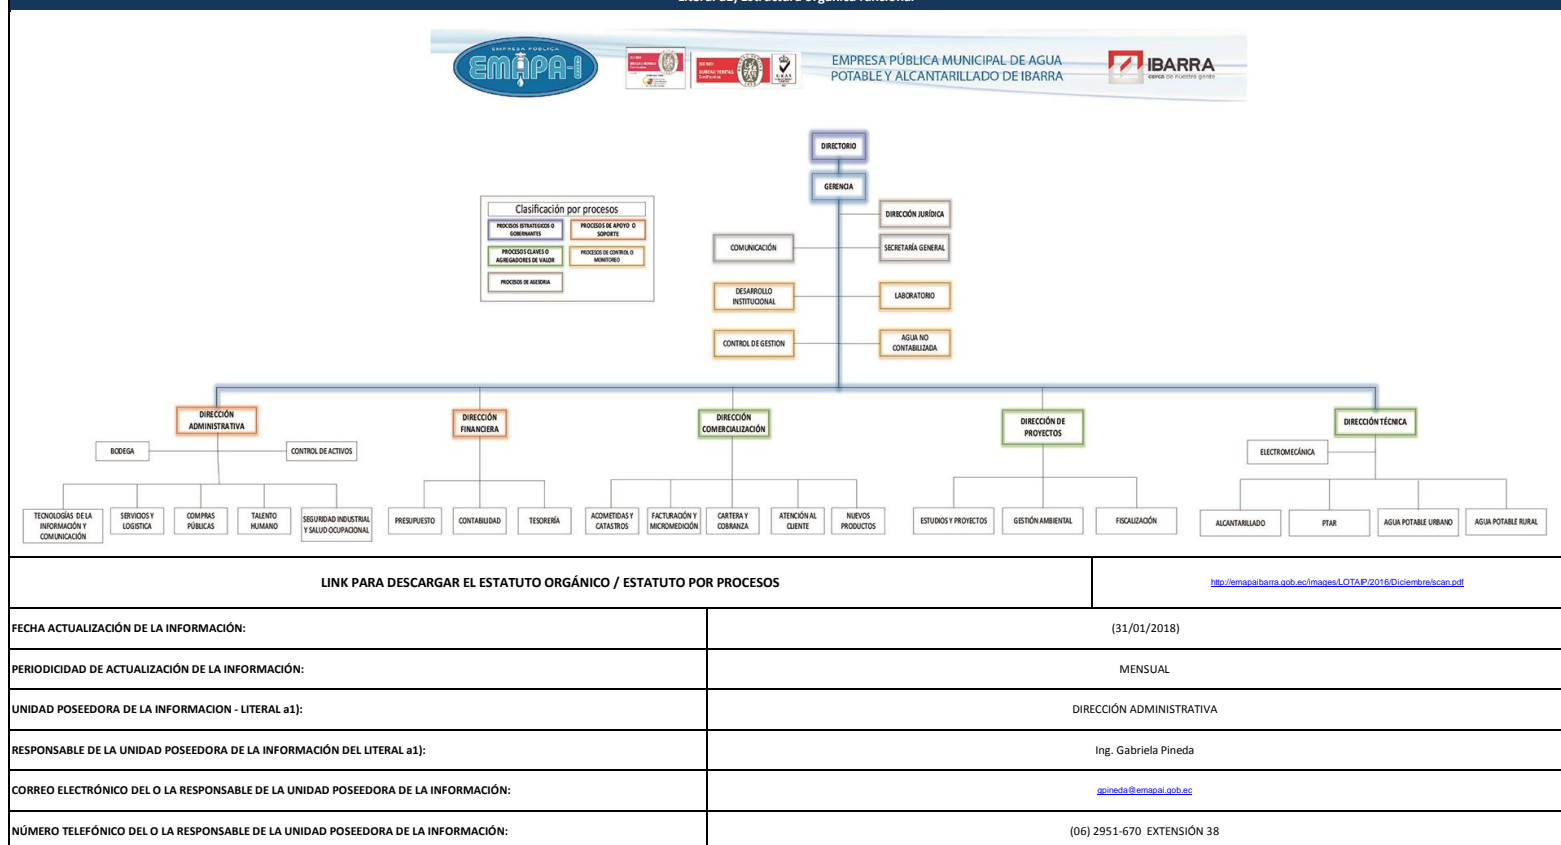 Literal a1) Estructura orgánica funcional
EMPRESA PÚBLICA
EMAPA-I
EMPRESA PÚBLICA MUNICIPAL DE AGUA
POTABLE Y ALCANTARILLADO DE IBARRA
IBARRA
cerca de nuestra gente
DIRECTORIO
GERENCIA
Clasificación por procesos
PROCESOS ESTRATEGICOS O
GOBERNANTES
PROCESOS DE APOYO O
SOPORTE
PROCESOS CLAVES O
AGREGADORES DE VALOR
PROCESOS DE CONTROL O
MONITOREO
PROCESOS DE ASESORIA
DIRECCIÓN JURÍDICA
COMUNICACIÓN
SECRETARÍA GENERAL
DESARROLLO
INSTITUCIONAL
LABORATORIO
CONTROL DE GESTION
AGUA NO
CONTABILIZADA
DIRECCIÓN
ADMINISTRATIVA
DIRECCIÓN
FINANCIERA
DIRECCIÓN
COMERCIALIZACIÓN
DIRECCIÓN DE
PROYECTOS
DIRECCIÓN TÉCNICA
BODEGA
CONTROL DE ACTIVOS
ELECTROMECÁNICA
TECNOLOGÍAS DE LA
INFORMACIÓN Y
COMUNICACIÓN
SERVICIOS Y
LOGISTICA
COMPRAS
PÚBLICAS
TALENTO
HUMANO
SEGURIDAD INDUSTRIAL
Y SALUD OCUPACIONAL
PRESUPUESTO
CONTABILIDAD
TESORERÍA
ACOMETIDAS Y
CATASTROS
FACTURACIÓN Y
MICROMEDICIÓN
CARTERA Y
COBRANZA
ATENCIÓN AL
CLIENTE
NUEVOS
PRODUCTOS
ESTUDIOS Y PROYECTOS
GESTIÓN AMBIENTAL
FISCALIZACIÓN
ALCANTARILLADO
PTAR
AGUA POTABLE URBANO
AGUA POTABLE RURAL
LINK PARA DESCARGAR EL ESTATUTO ORGÁNICO / ESTATUTO POR PROCESOS
http://emapaibarra.gob.ec/images/LOTAIP/2016/Diciembre/scan.pdf
FECHA ACTUALIZACIÓN DE LA INFORMACIÓN:
(31/01/2018)
PERIODICIDAD DE ACTUALIZACIÓN DE LA INFORMACIÓN:
MENSUAL
UNIDAD POSEEDORA DE LA INFORMACION - LITERAL a1):
DIRECCIÓN ADMINISTRATIVA
RESPONSABLE DE LA UNIDAD POSEEDORA DE LA INFORMACIÓN DEL LITERAL a1):
Ing. Gabriela Pineda
CORREO ELECTRÓNICO DEL O LA RESPONSABLE DE LA UNIDAD POSEEDORA DE LA INFORMACIÓN:
gpineda@emapai.gob.ec
NÚMERO TELEFÓNICO DEL O LA RESPONSABLE DE LA UNIDAD POSEEDORA DE LA INFORMACIÓN:
(06) 2951-670 EXTENSIÓN 38